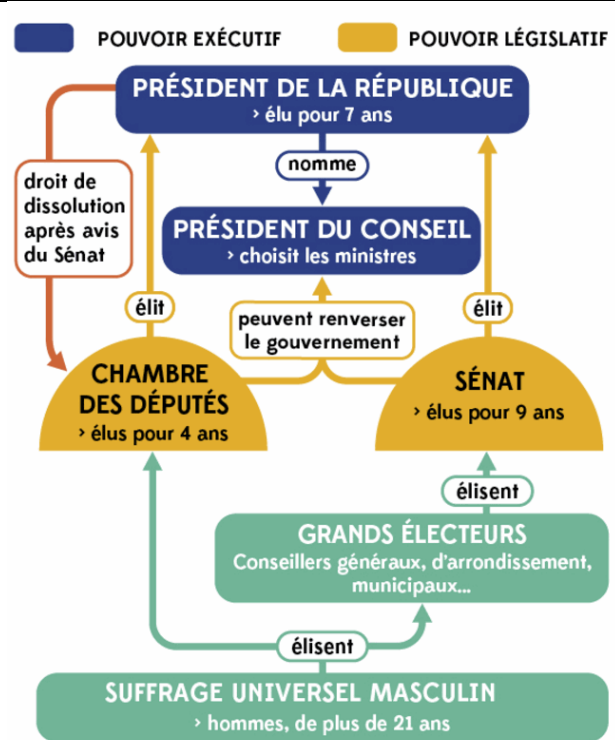 POUVOIR EXÉCUTIF
POUVOIR LÉGISLATIF
PRÉSIDENT DE LA RÉPUBLIQUE
> élu pour 7 ans
nomme
droit de
dissolution
après avis
du Sénat
PRÉSIDENT DU CONSEIL
> choisit les ministres
élit
peuvent renverser
le gouvernement
élit
CHAMBRE
DES DÉPUTÉS
> élus pour 4 ans
SÉNAT
> élus pour 9 ans
élisent
GRANDS ÉLECTEURS
Conseillers généraux, d'arrondissement,
municipaux...
élisent
SUFFRAGE UNIVERSEL MASCULIN
> hommes, de plus de 21 ans